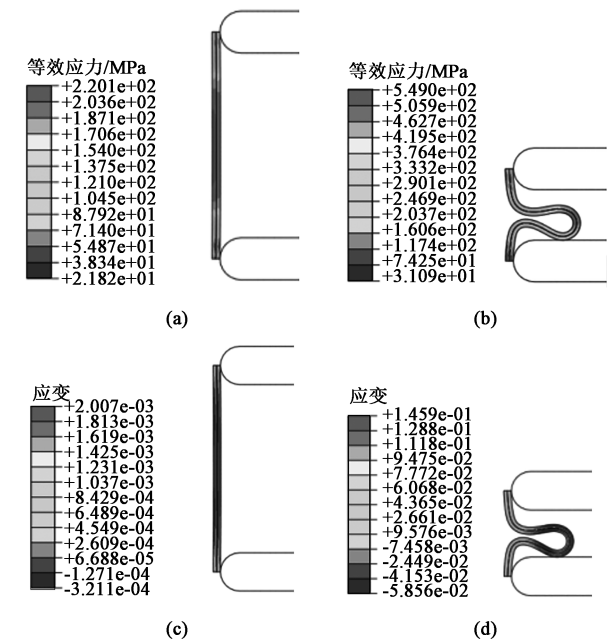 等效应力/MPa
+2.201e+02
+2.036e+02
+1.871e+02
+1.706e+02
+1.540e+02
+1.375e+02
+1.210e+02
+1.045e+02
+8.792e+01
+7.140e+01
+5.487e+01
+3.834e+01
+2.182e+01
(a)
等效应力/MPa
+5.490e+02
+5.059e+02
+4.627e+02
+4.195e+02
+3.764e+02
+3.332e+02
+2.901e+02
+2.469e+02
+2.037e+02
+1.606e+02
+1.174e+02
+7.425e+01
+3.109e+01
(b)
应变
+2.007e-03
+1.813e-03
+1.619e-03
+1.425e-03
+1.231e-03
+1.037e-03
+8.429e-04
+6.489e-04
+4.549e-04
+2.609e-04
+6.688e-05
-1.271e-04
-3.211e-04
(c)
应变
+1.459e-01
+1.288e-01
+1.118e-01
+9.475e-02
+7.772e-02
+6.068e-02
+4.365e-02
+2.661e-02
+9.576e-03
-7.458e-03
-2.449e-02
-4.153e-02
-5.856e-02
(d)